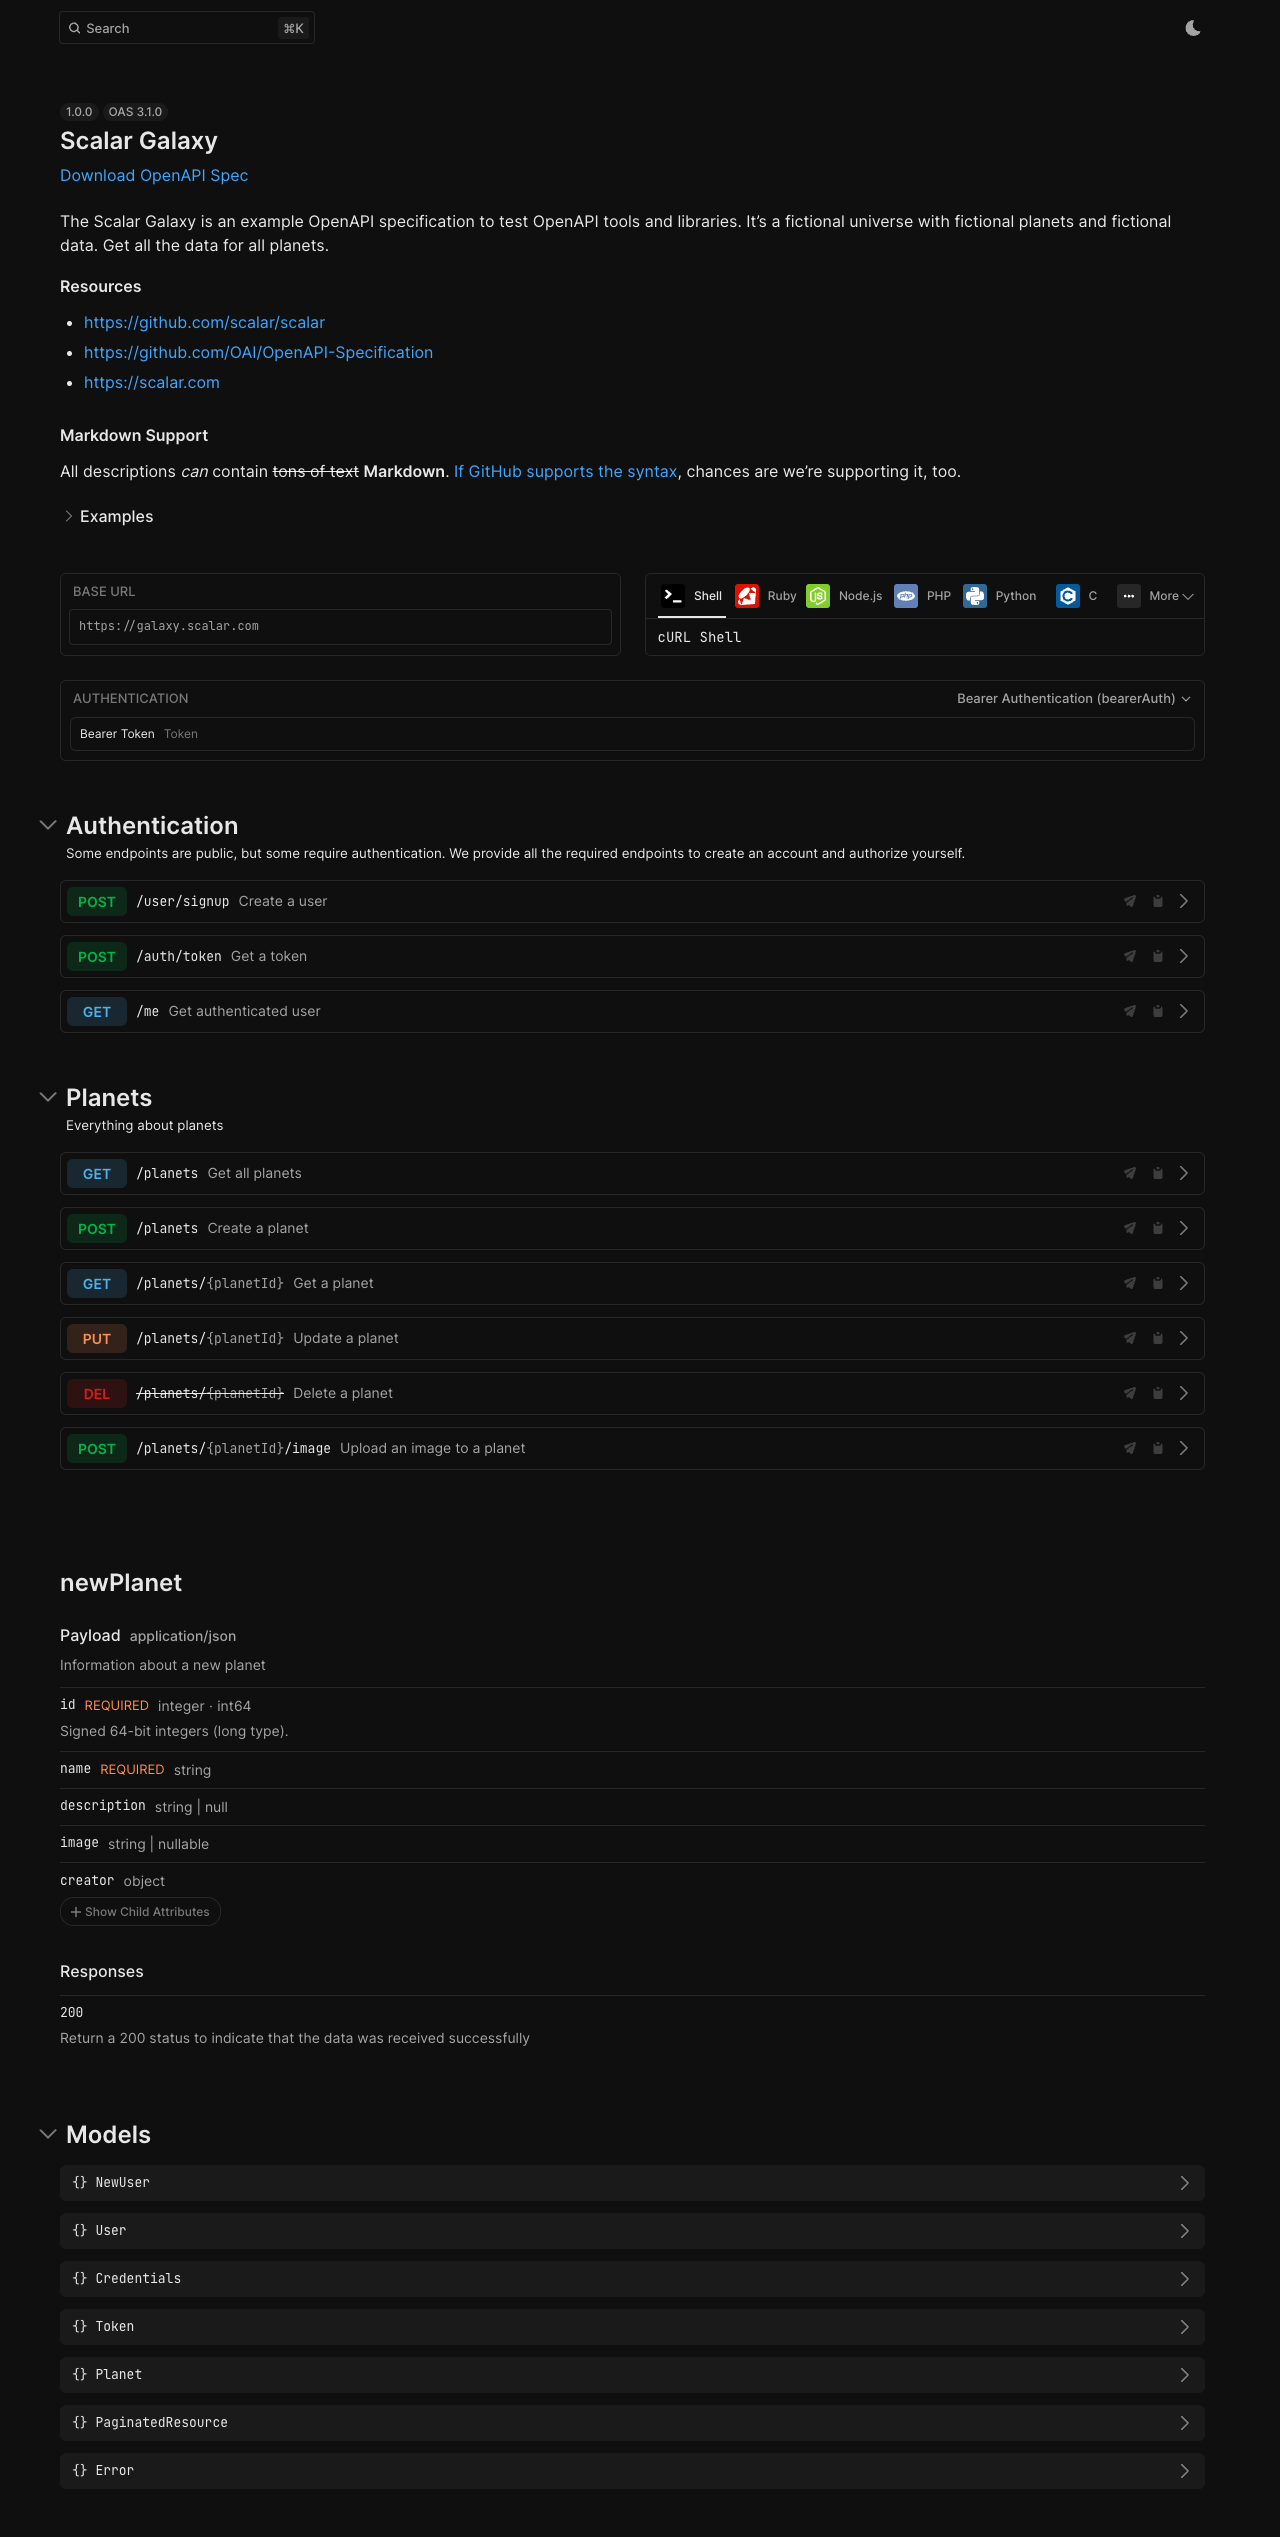 Search ⌘K
1.0.0 OAS 3.1.0
Scalar Galaxy
Download OpenAPI Spec
The Scalar Galaxy is an example OpenAPI specification to test OpenAPI tools and libraries. It’s a fictional universe with fictional planets and fictional
data. Get all the data for all planets.
Resources
• https://github.com/scalar/scalar
• https://github.com/OAI/OpenAPI-Specification
• https://scalar.com
Markdown Support
All descriptions can contain tons of text Markdown. If GitHub supports the syntax, chances are we’re supporting it, too.
Examples
BASE URL
https://galaxy.scalar.com
Shell Ruby Node.js PHP Python C More
cURL Shell
AUTHENTICATION Bearer Authentication (bearerAuth)
Bearer Token Token
Authentication
Some endpoints are public, but some require authentication. We provide all the required endpoints to create an account and authorize yourself.
POST /user/signup Create a user
POST /auth/token Get a token
GET /me Get authenticated user
Planets
Everything about planets
GET /planets Get all planets
POST /planets Create a planet
GET /planets/{planetId} Get a planet
PUT /planets/{planetId} Update a planet
DEL /planets/{planetId} Delete a planet
POST /planets/{planetId}/image Upload an image to a planet
newPlanet
Payload application/json
Information about a new planet
id REQUIRED integer · int64
Signed 64-bit integers (long type).
name REQUIRED string
description string | null
image string | nullable
creator object
+ Show Child Attributes
Responses
200
Return a 200 status to indicate that the data was received successfully
Models
{} NewUser
{} User
{} Credentials
{} Token
{} Planet
{} PaginatedResource
{} Error